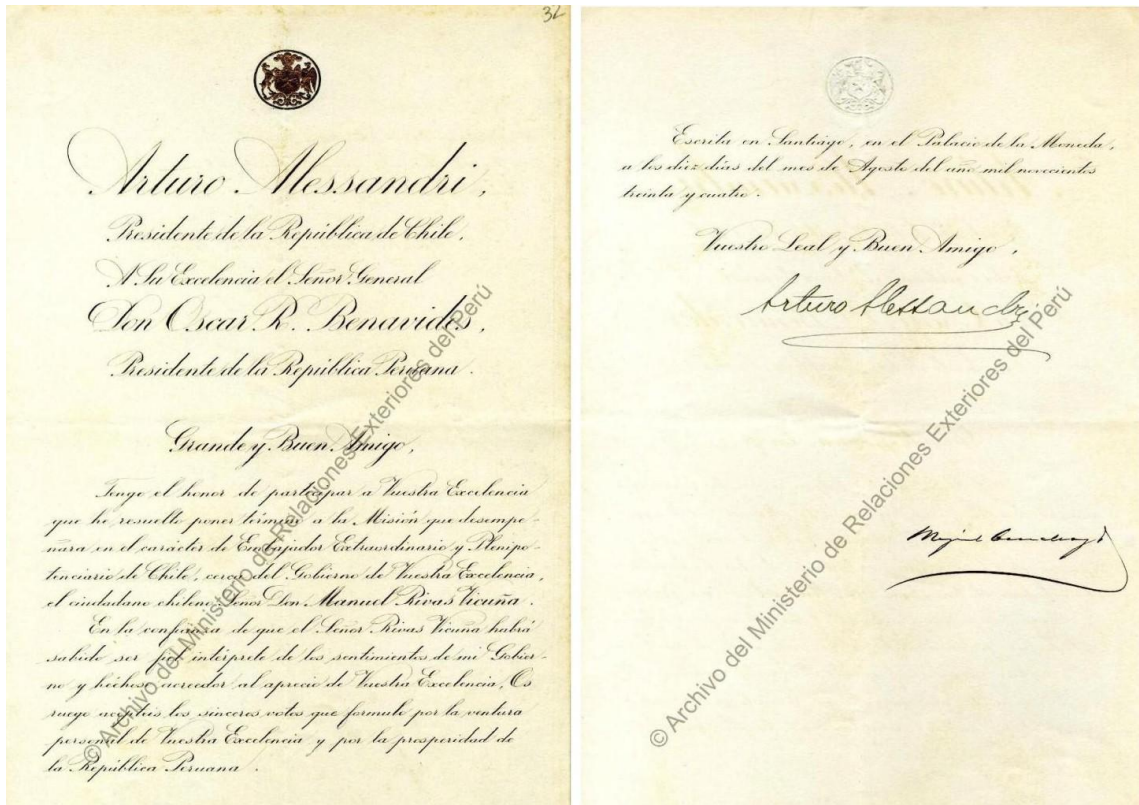 32
Arturo Alessandri,
Presidente de la República de Chile,
A Su Excelencia el Señor General
Don Oscar R. Benavides,
Presidente de la República Peruana.
Grande y Buen Amigo,
Tengo el honor de participar a Vuestra Excelencia
que he resuelto poner término a la Misión que desempe-
ñara en el carácter de Embajador Extraordinario y Plenipo-
tenciario de Chile, cerca del Gobierno de Vuestra Excelencia,
el ciudadano chileno Señor Don Manuel Rivas Vicuña.
En la confianza de que el Señor Rivas Vicuña habrá
sabido ser fiel intérprete de los sentimientos de mi Gobier-
no y héchose acreedor al aprecio de Vuestra Excelencia, Os
ruego aceptéis los sinceros votos que formulo por la ventura
personal de Vuestra Excelencia y por la prosperidad de
la República Peruana.
© Archivo del Ministerio de Relaciones Exteriores del Perú
Escrita en Santiago, en el Palacio de la Moneda,
a los diez días del mes de Agosto del año mil novecientos
treinta y cuatro.
Vuestro Leal y Buen Amigo,
Arturo Alessandri
© Archivo del Ministerio de Relaciones Exteriores del Perú